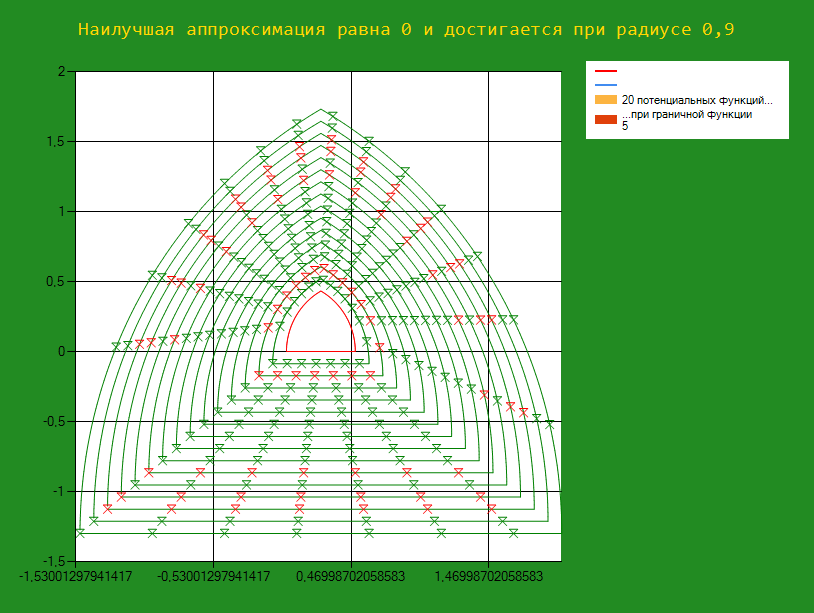 Наилучшая аппроксимация равна 0 и достигается при радиусе 0,9
20 потенциальных функций...
...при граничной функции
5
2
1,5
1
0,5
0
-0,5
-1
-1,5
-1,53001297941417 -0,53001297941417 0,46998702058583 1,46998702058583